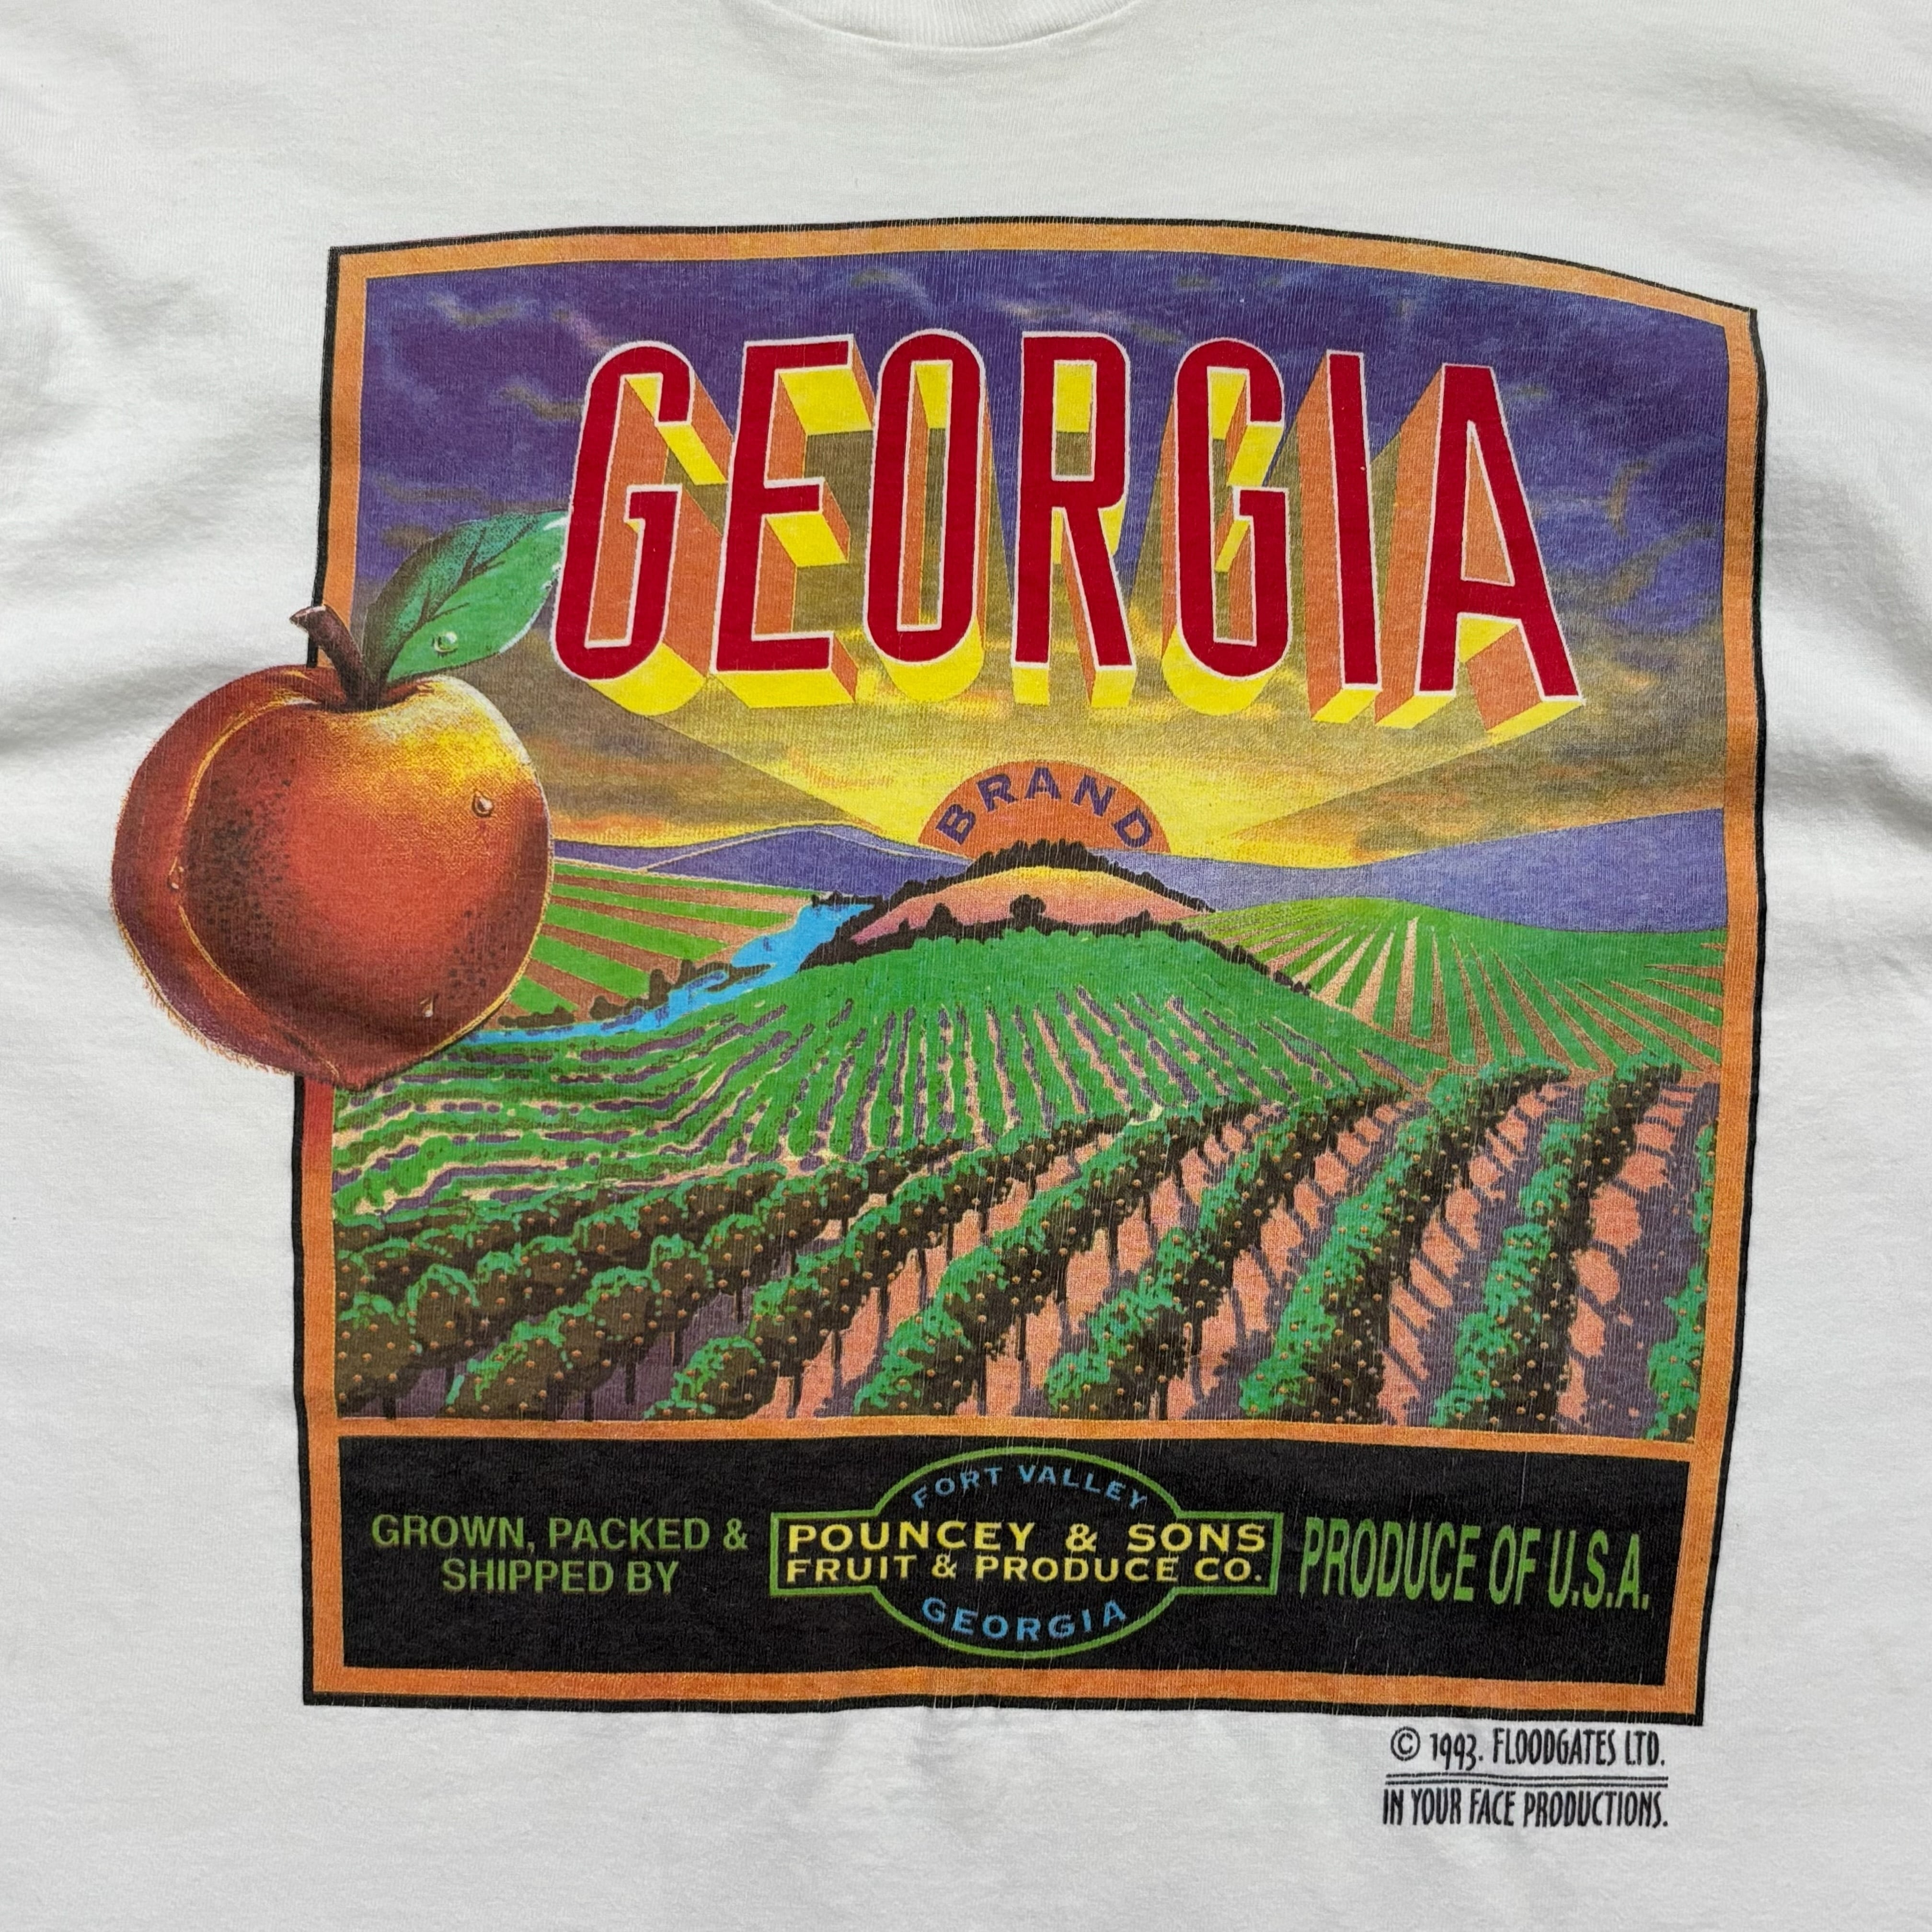 GEORGIA
BRAND
GROWN, PACKED &
SHIPPED BY
FORT VALLEY
POUNCEY & SONS
FRUIT & PRODUCE CO.
GEORGIA
PRODUCE OF U.S.A.
© 1993. FLOODGATES LTD.
IN YOUR FACE PRODUCTIONS.